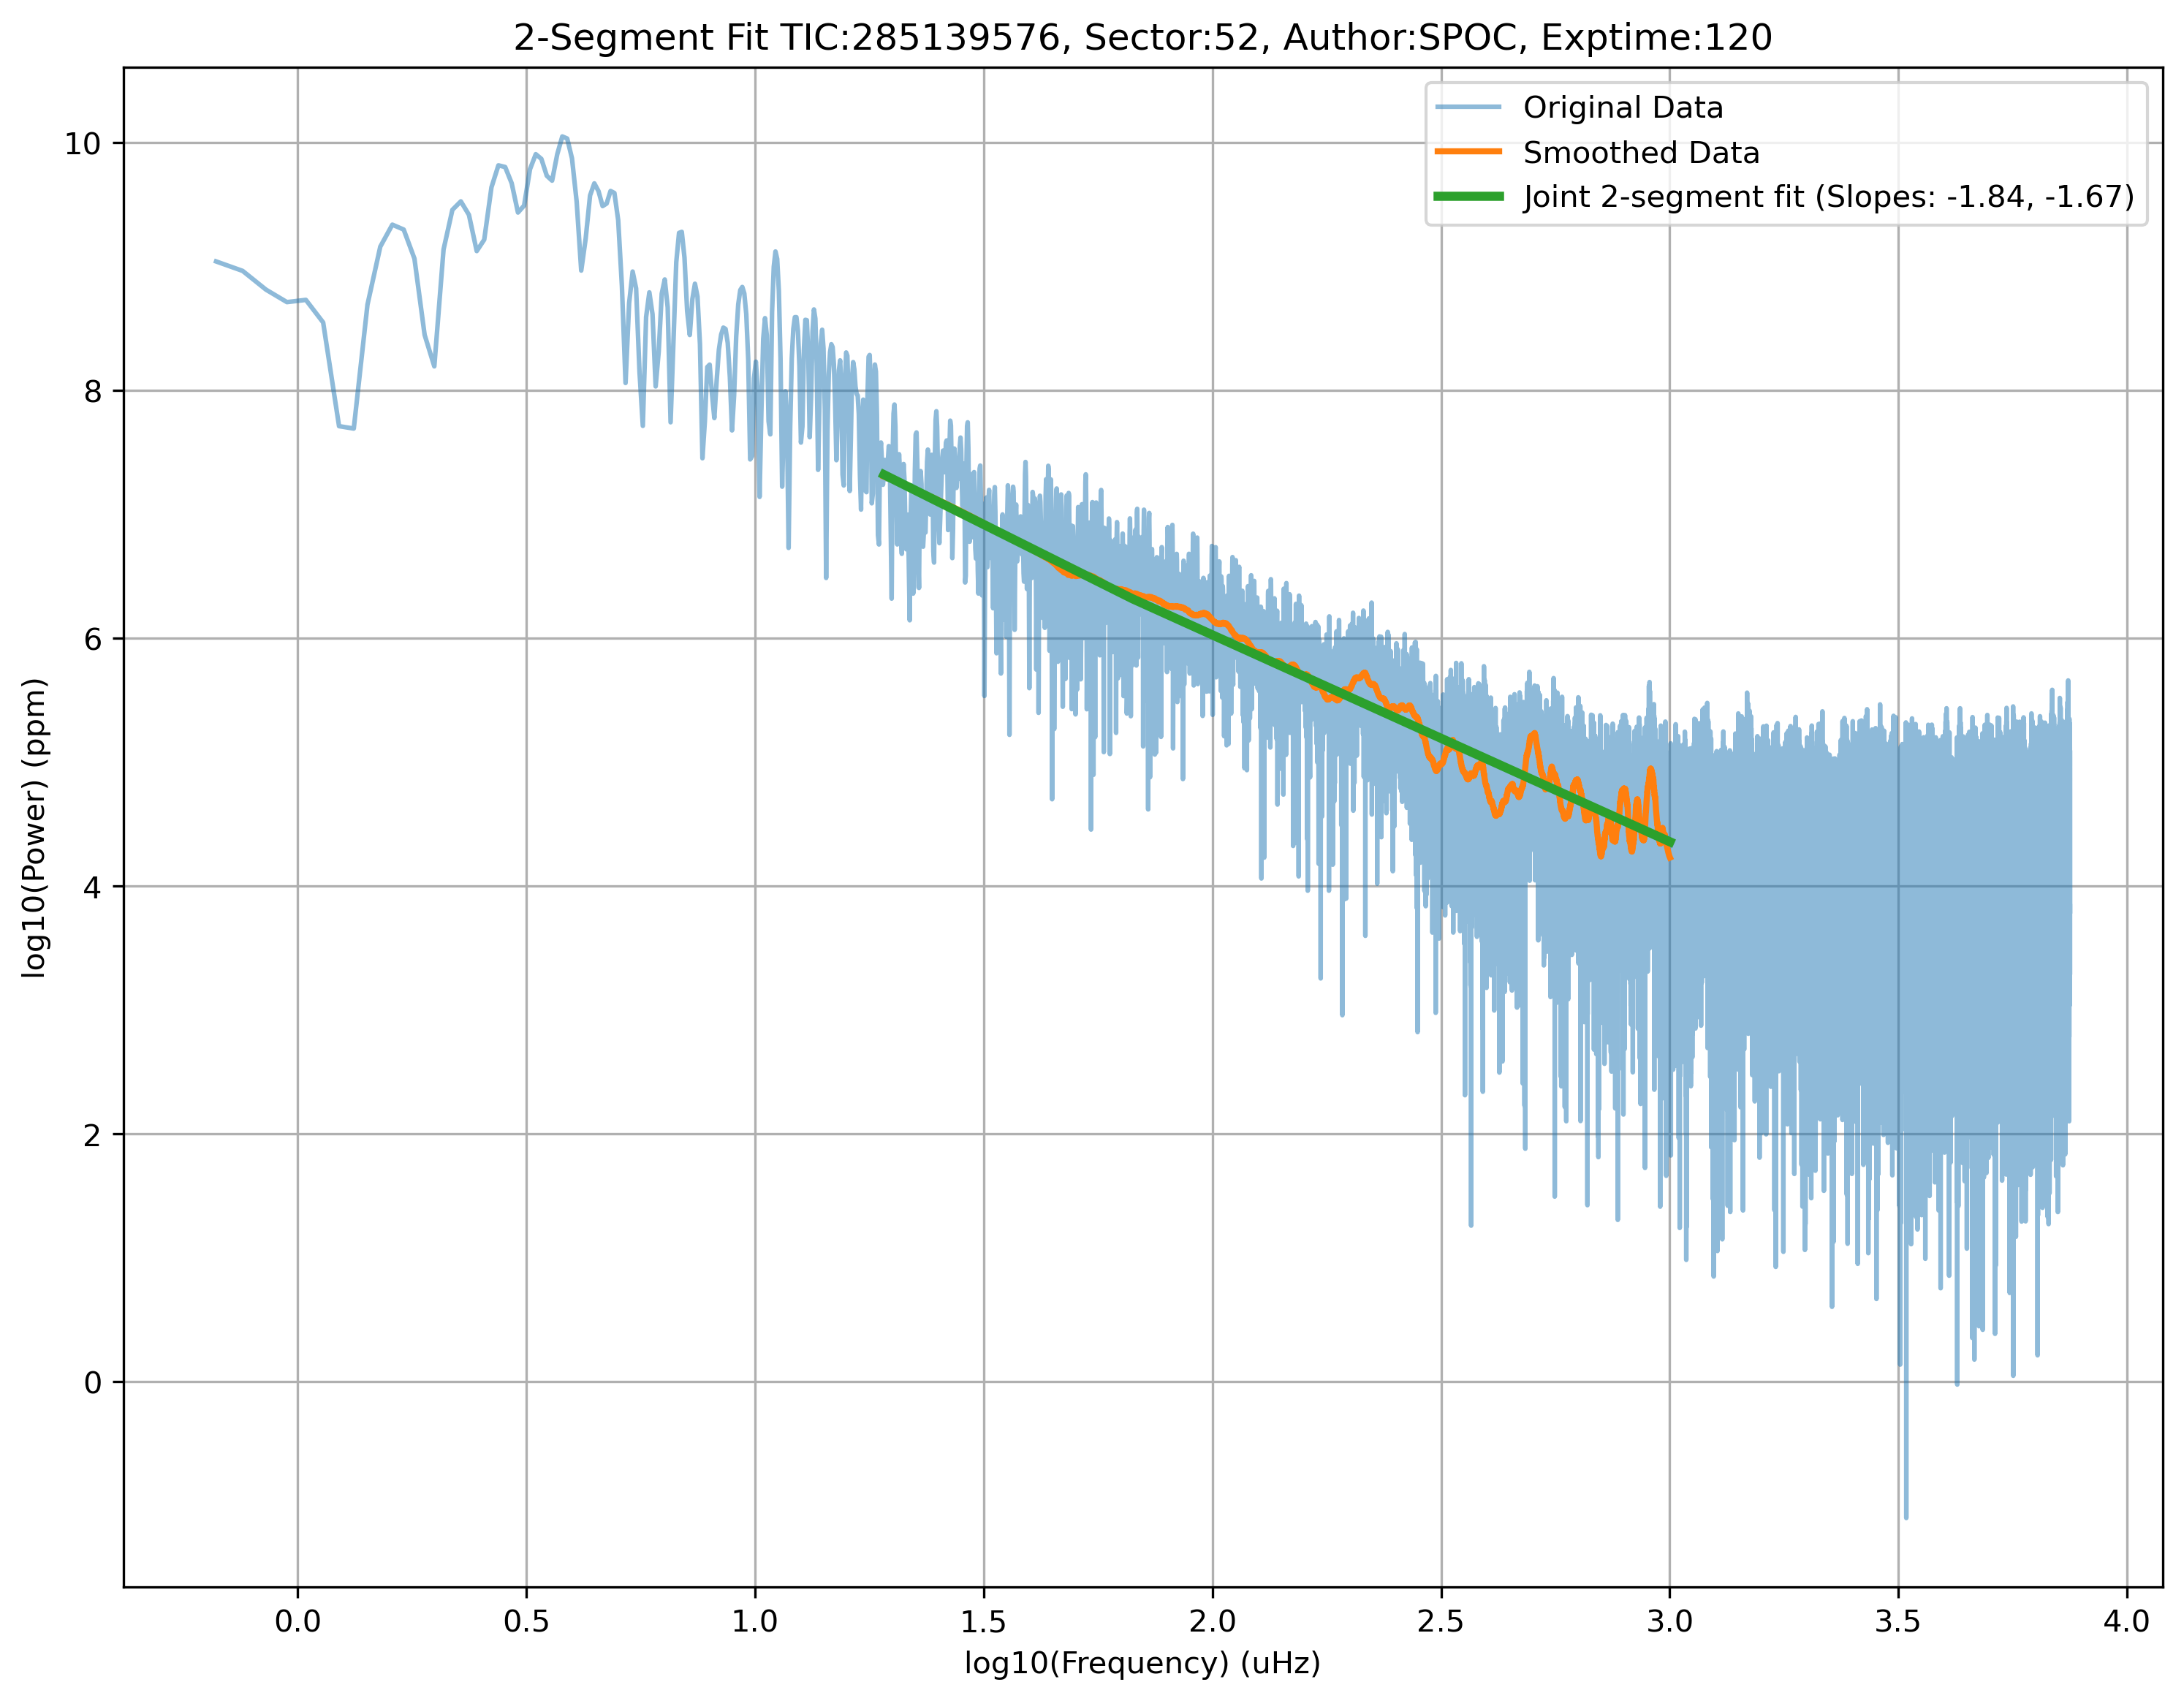 2-Segment Fit TIC:285139576, Sector:52, Author:SPOC, Exptime:120
Original Data
Smoothed Data
Joint 2-segment fit (Slopes: -1.84, -1.67)
log10(Power) (ppm)
10
8
6
4
2
0
0.0 0.5 1.0 1.5 2.0 2.5 3.0 3.5 4.0
log10(Frequency) (uHz)